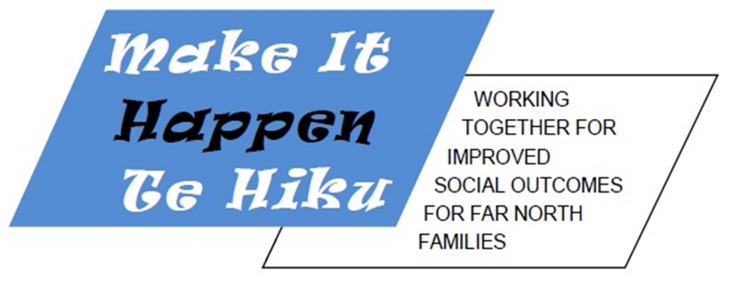 Make It
Happen
Te Hiku
WORKING
TOGETHER FOR
IMPROVED
SOCIAL OUTCOMES
FOR FAR NORTH
FAMILIES